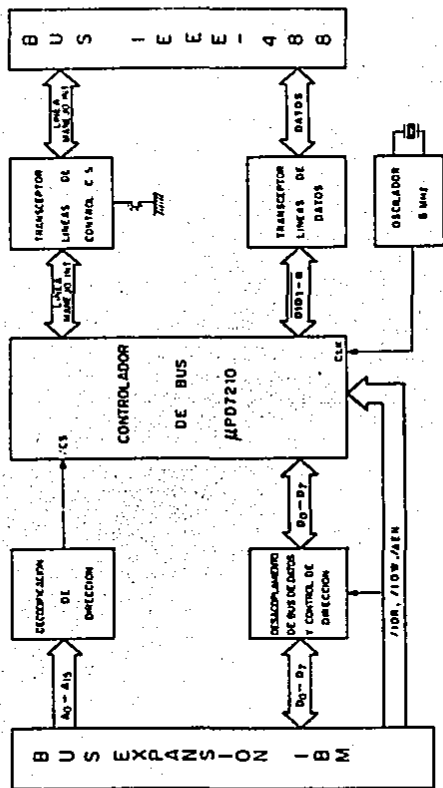 BUS IEEE-488
LINEA
MANEJO INT
DATOS
TRANSCEPTOR
LINEAS DE
CONTROL C.S
TRANSCEPTOR
LINEAS DE
DATOS
OSCILADOR
8 MHz
LINEA
MANEJO INT
DIO1-8
CONTROLADOR
DE BUS
µPD7210
/CS
CLK
DECODIFICACION
DE
DIRECCION
D0-D7
DESACOPLAMIENTO
DE BUS DE DATOS
Y CONTROL DE
DIRECCION
A0-A15
D0-D7
/IOR, /IOW, /AEN
BUS EXPANSION IBM